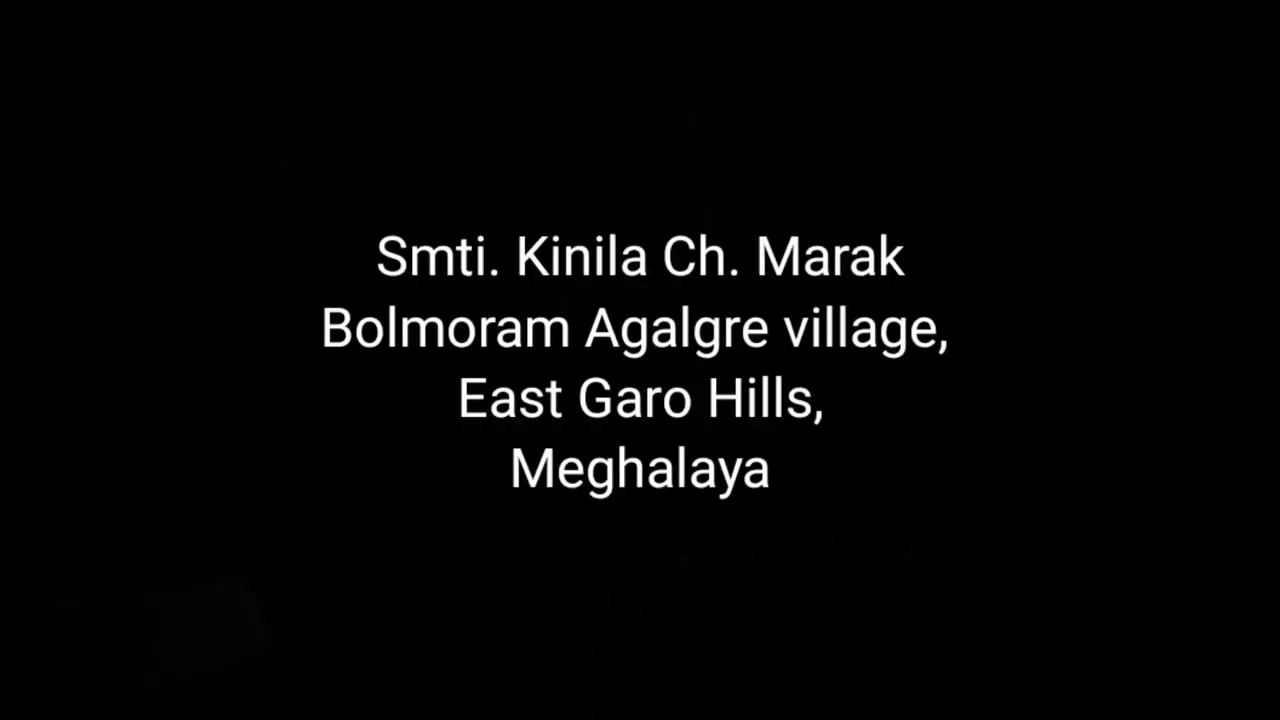 Smti. Kinila Ch. Marak
Bolmoram Agalgre village,
East Garo Hills,
Meghalaya